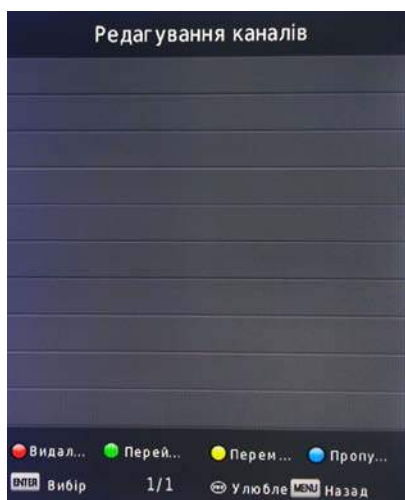 Редагування каналів
Видал... Перей... Перем... Пропу...
ENTER Вибір 1/1 Улюбле MENU Назад